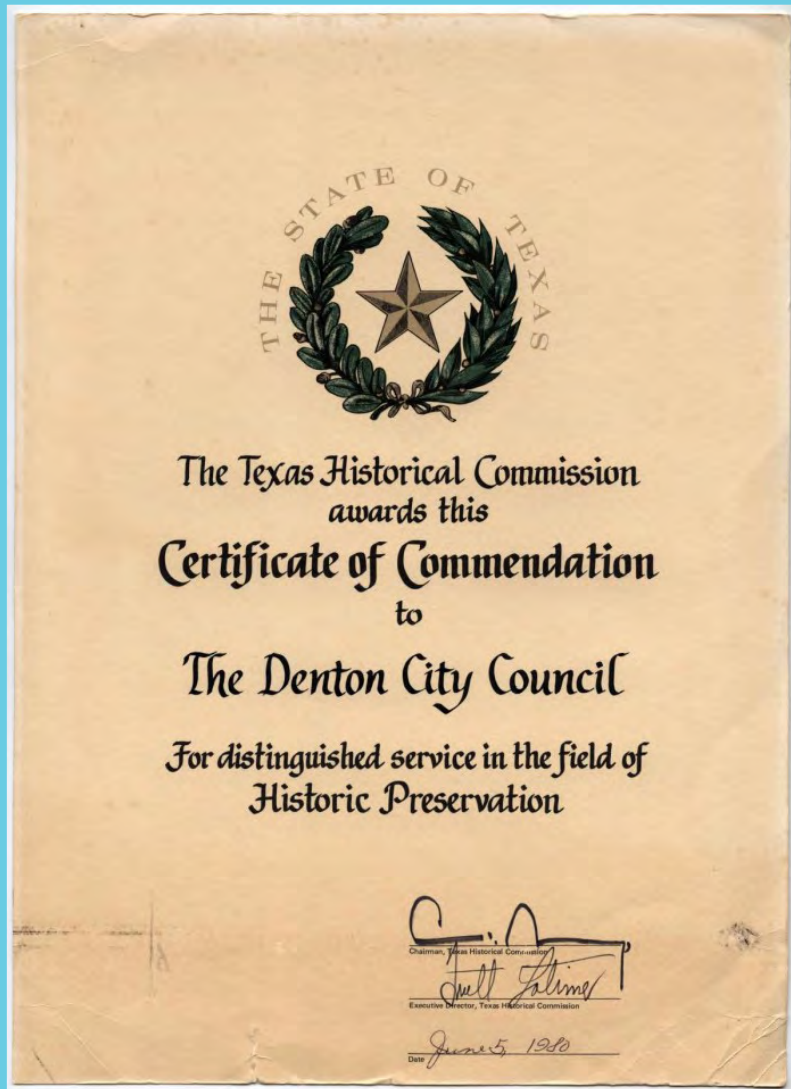 THE STATE OF TEXAS
The Texas Historical Commission
awards this
Certificate of Commendation
to
The Denton City Council
For distinguished service in the field of
Historic Preservation
Chairman, Texas Historical Commission
Truett Latimer
Executive Director, Texas Historical Commission
Date June 5, 1980